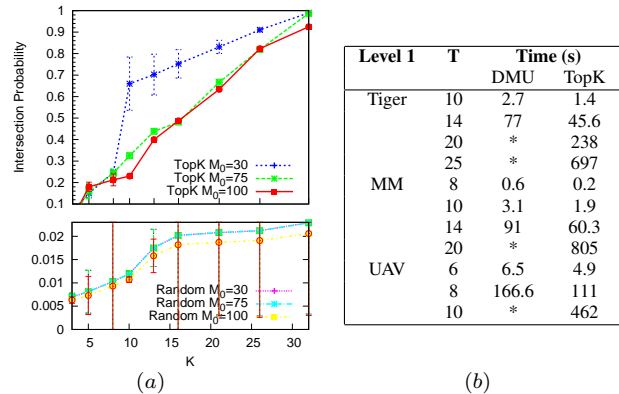 1
0.9
0.8
0.7
0.6
0.5
0.4
0.3
0.2
0.1
Intersection Probability
TopK M0=30
TopK M0=75
TopK M0=100
0.02
0.015
0.01
0.005
0
Random M0=30
Random M0=75
Random M0=100
5 10 15 20 25 30
K
(a)
Level 1 T Time (s)
DMU TopK
Tiger 10 2.7 1.4
14 77 45.6
20 * 238
25 * 697
MM 8 0.6 0.2
10 3.1 1.9
14 91 60.3
20 * 805
UAV 6 6.5 4.9
8 166.6 111
10 * 462
(b)